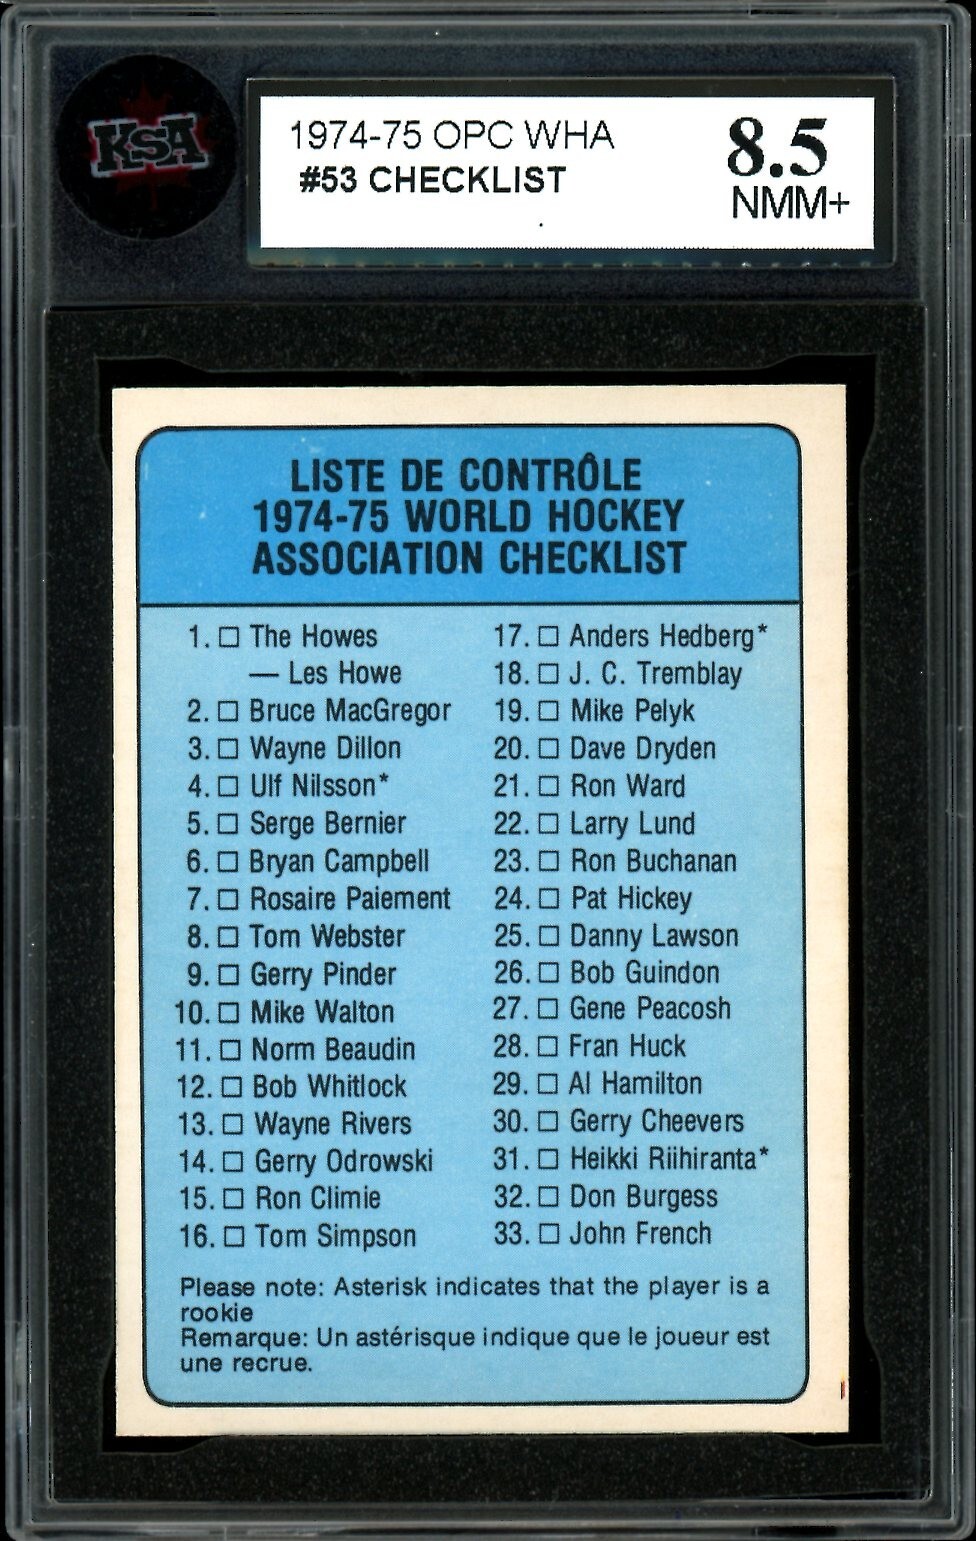 KSA
1974-75 OPC WHA
#53 CHECKLIST
8.5
NMM+
LISTE DE CONTRÔLE
1974-75 WORLD HOCKEY
ASSOCIATION CHECKLIST
1. □ The Howes
— Les Howe
2. □ Bruce MacGregor
3. □ Wayne Dillon
4. □ Ulf Nilsson*
5. □ Serge Bernier
6. □ Bryan Campbell
7. □ Rosaire Paiement
8. □ Tom Webster
9. □ Gerry Pinder
10. □ Mike Walton
11. □ Norm Beaudin
12. □ Bob Whitlock
13. □ Wayne Rivers
14. □ Gerry Odrowski
15. □ Ron Climie
16. □ Tom Simpson
17. □ Anders Hedberg*
18. □ J. C. Tremblay
19. □ Mike Pelyk
20. □ Dave Dryden
21. □ Ron Ward
22. □ Larry Lund
23. □ Ron Buchanan
24. □ Pat Hickey
25. □ Danny Lawson
26. □ Bob Guindon
27. □ Gene Peacosh
28. □ Fran Huck
29. □ Al Hamilton
30. □ Gerry Cheevers
31. □ Heikki Riihiranta*
32. □ Don Burgess
33. □ John French
Please note: Asterisk indicates that the player is a
rookie
Remarque: Un astérisque indique que le joueur est
une recrue.